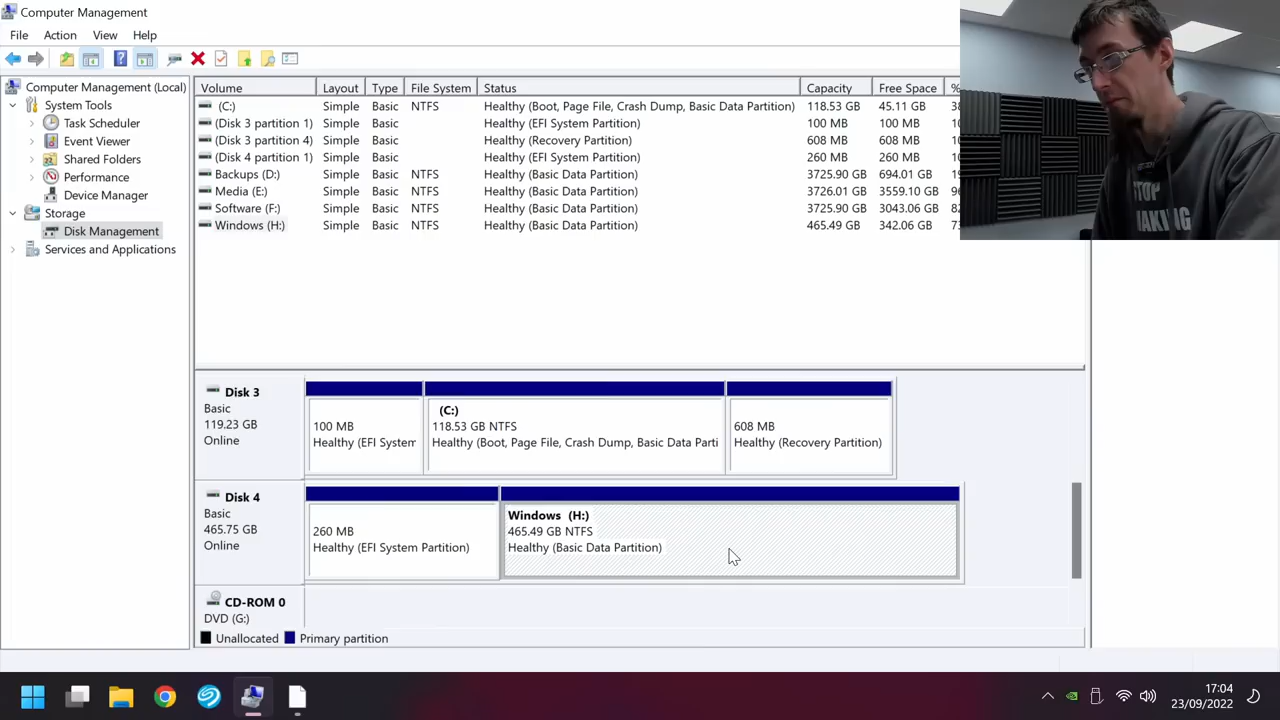 Computer Management
File Action View Help
Computer Management (Local)
System Tools
Task Scheduler
Event Viewer
Shared Folders
Performance
Device Manager
Storage
Disk Management
Services and Applications
Volume Layout Type File System Status Capacity Free Space %
(C:) Simple Basic NTFS Healthy (Boot, Page File, Crash Dump, Basic Data Partition) 118.53 GB 45.11 GB
(Disk 3 partition 1) Simple Basic Healthy (EFI System Partition) 100 MB 100 MB
(Disk 3 partition 4) Simple Basic Healthy (Recovery Partition) 608 MB 608 MB
(Disk 4 partition 1) Simple Basic Healthy (EFI System Partition) 260 MB 260 MB
Backups (D:) Simple Basic NTFS Healthy (Basic Data Partition) 3725.90 GB 694.01 GB
Media (E:) Simple Basic NTFS Healthy (Basic Data Partition) 3726.01 GB 3559.10 GB
Software (F:) Simple Basic NTFS Healthy (Basic Data Partition) 3725.90 GB 3043.06 GB
Windows (H:) Simple Basic NTFS Healthy (Basic Data Partition) 465.49 GB 342.06 GB
STOP
MAKING
Disk 3
Basic
119.23 GB
Online
100 MB
Healthy (EFI System
(C:)
118.53 GB NTFS
Healthy (Boot, Page File, Crash Dump, Basic Data Parti
608 MB
Healthy (Recovery Partition)
Disk 4
Basic
465.75 GB
Online
260 MB
Healthy (EFI System Partition)
Windows (H:)
465.49 GB NTFS
Healthy (Basic Data Partition)
CD-ROM 0
DVD (G:)
Unallocated Primary partition
17:04
23/09/2022